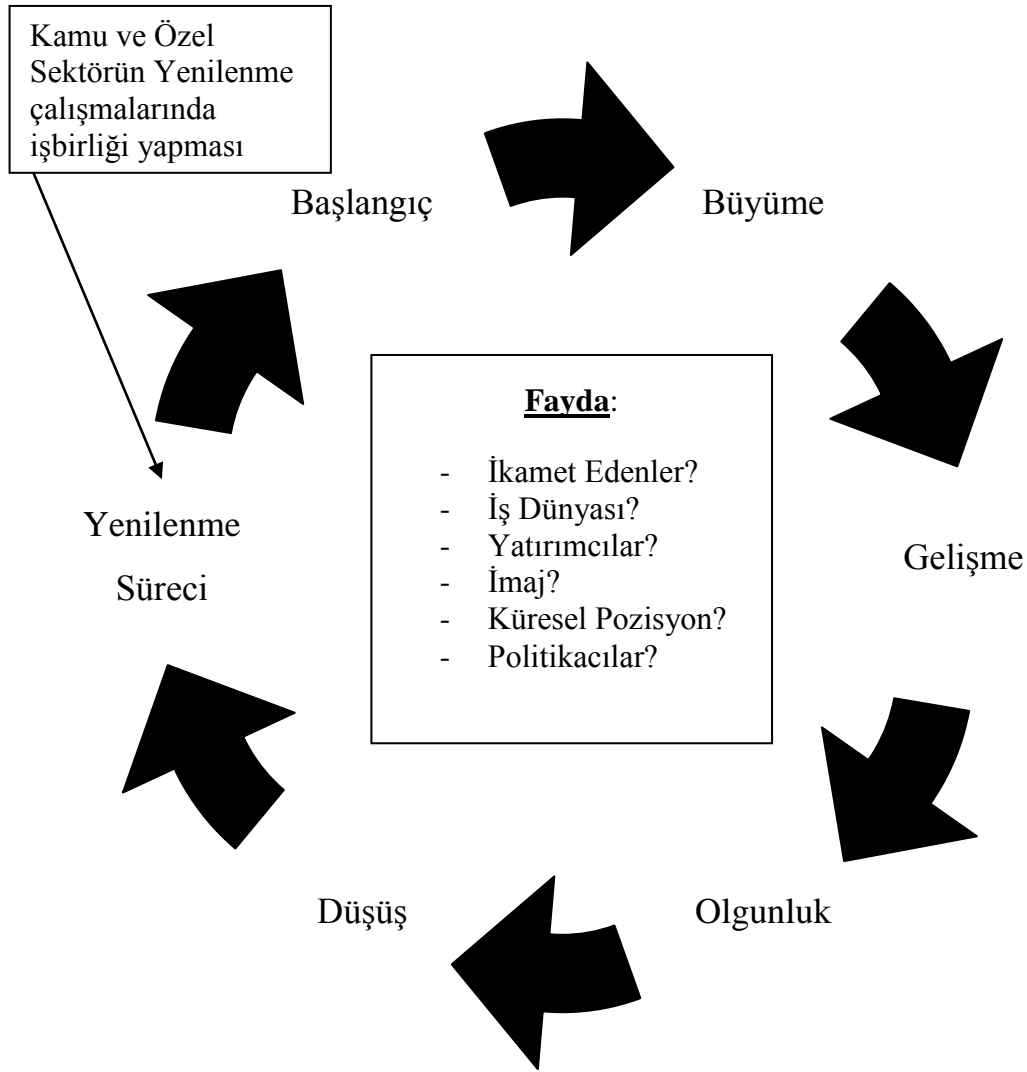 Kamu ve Özel
Sektörün Yenilenme
çalışmalarında
işbirliği yapması
Başlangıç
Büyüme
Fayda:
- İkamet Edenler?
- İş Dünyası?
- Yatırımcılar?
- İmaj?
- Küresel Pozisyon?
- Politikacılar?
Yenilenme
Süreci
Gelişme
Düşüş
Olgunluk